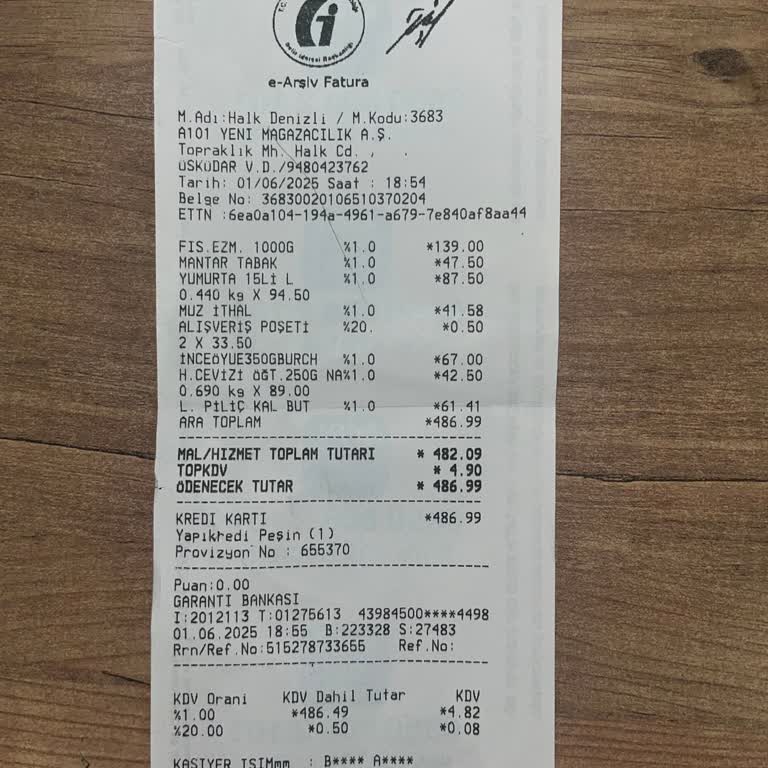 Gelir İdaresi Başkanlığı
e-Arşiv Fatura
M.Adı:Halk Denizli / M.Kodu:3683
A101 YENİ MAGAZACILIK A.Ş.
Topraklık Mh. Halk Cd. , .
ÜSKÜDAR V.D./9480423762
Tarih: 01/06/2025 Saat : 18:54
Belge No: 36830020106510370204
ETTN :6ea0a104-194a-4961-a679-7e840af8aa44
FIS.EZM. 1000G %1.0 *139.00
MANTAR TABAK %1.0 *47.50
YUMURTA 15Lİ L %1.0 *87.50
0.440 kg X 94.50
MUZ İTHAL %1.0 *41.58
ALIŞVERİŞ POŞETİ %20. *0.50
2 X 33.50
İNCEÖYUE350GBURCH %1.0 *67.00
H.CEVİZİ ÖĞT.250G NA%1.0 *42.50
0.690 kg X 89.00
L. PİLİÇ KAL BUT %1.0 *61.41
ARA TOPLAM *486.99
MAL/HIZMET TOPLAM TUTARI * 482.09
TOPKDV * 4.90
ÖDENECEK TUTAR * 486.99
KREDI KARTI *486.99
Yapıkredi Peşin (1)
Provizyon No : 655370
Puan:0.00
GARANTI BANKASI
I:2012113 T:01275613 43984500****4498
01.06.2025 18:55 B:223328 S:27483
Rrn/Ref.No:515278733655 Ref.No:
KDV Orani KDV Dahil Tutar KDV
%1.00 *486.49 *4.82
%20.00 *0.50 *0.08
KASIYER ISIMmm : B**** A****